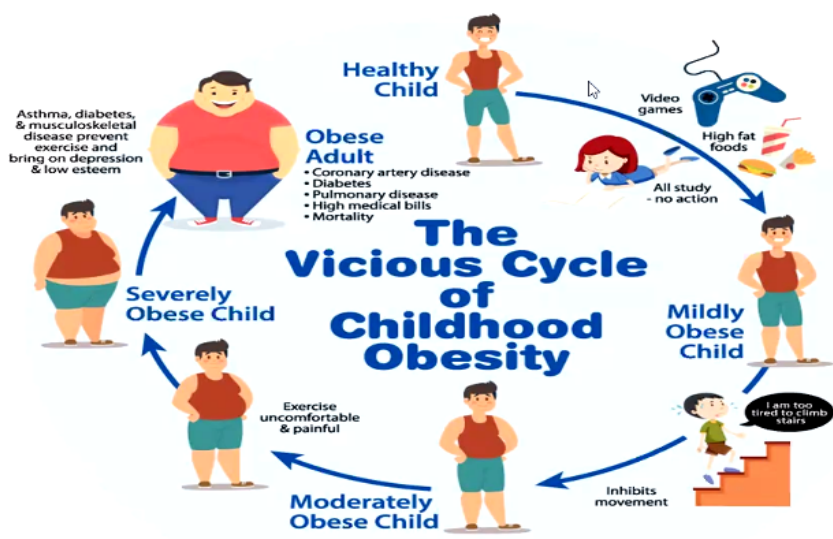 Healthy
Child
Video
games
High fat
foods
All study
- no action
Mildly
Obese
Child
I am too
tired to climb
stairs
Inhibits
movement
Moderately
Obese Child
Exercise
uncomfortable
& painful
Severely
Obese Child
Asthma, diabetes,
& musculoskeletal
disease prevent
exercise and
bring on depression
& low esteem
Obese
Adult
• Coronary artery disease
• Diabetes
• Pulmonary disease
• High medical bills
• Mortality
The
Vicious Cycle
of
Childhood
Obesity